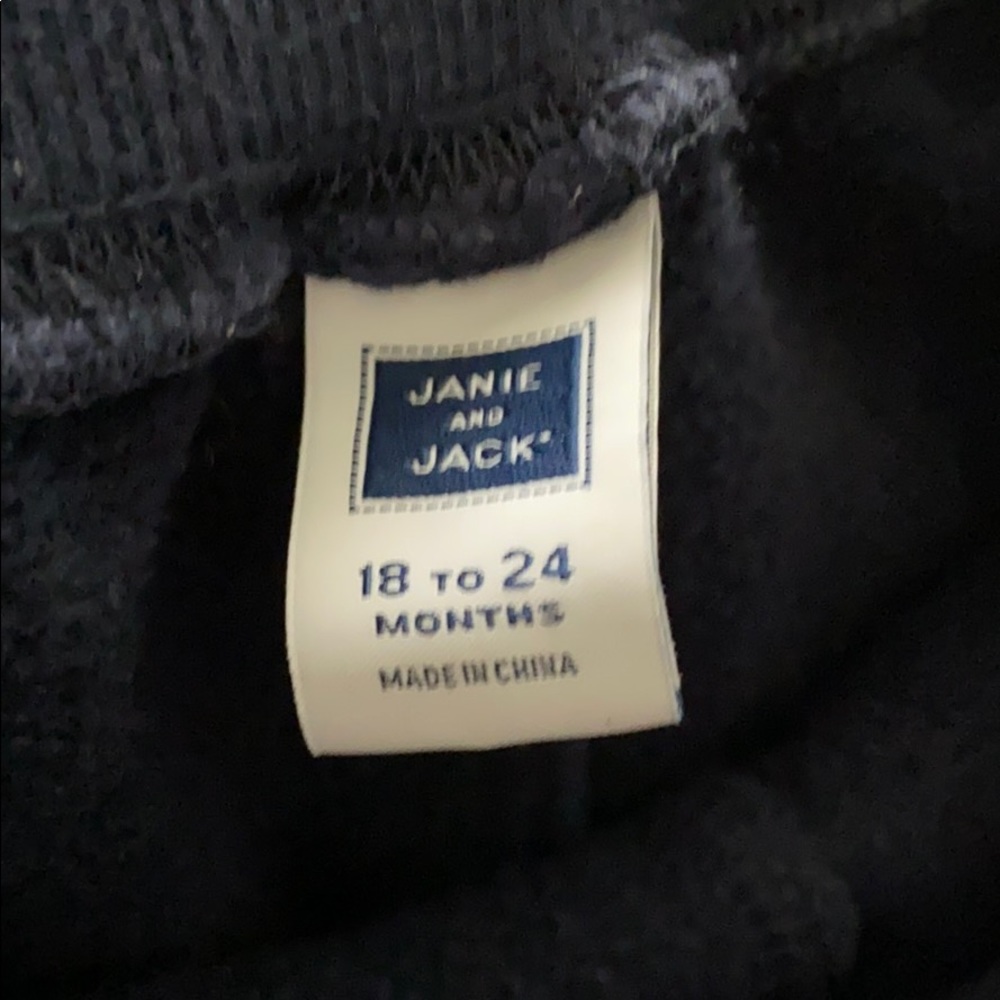 JANIE
AND
JACK
18 TO 24
MONTHS
MADE IN CHINA